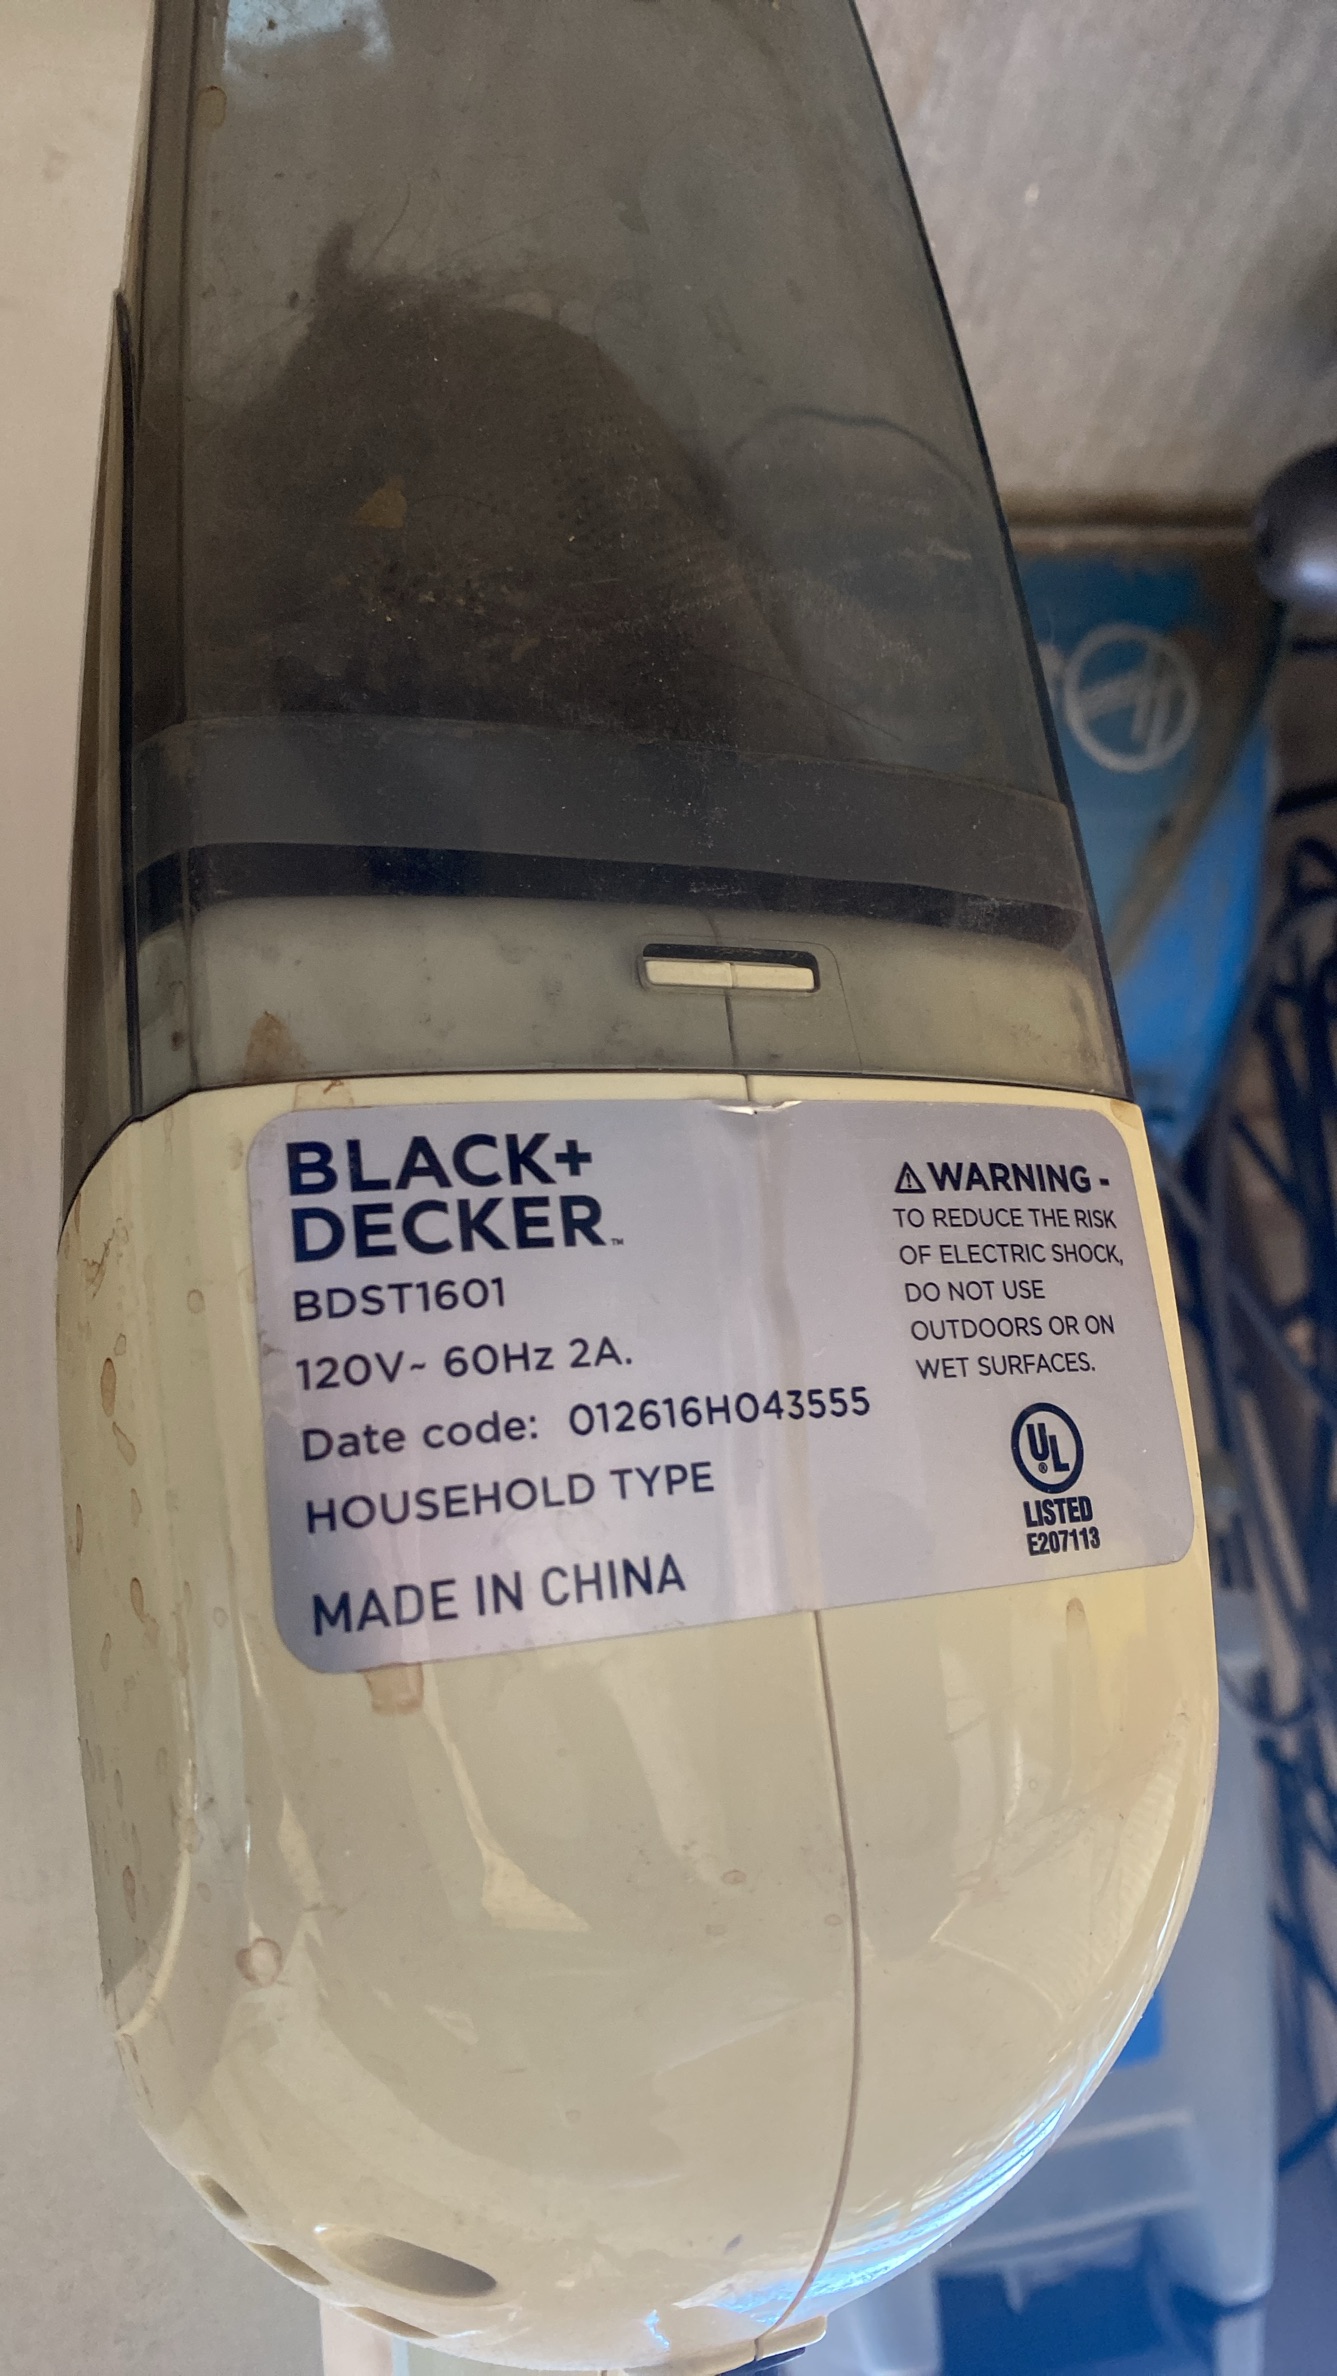 BLACK+
DECKER™
BDST1601
120V~ 60Hz 2A.
Date code: 012616H043555
HOUSEHOLD TYPE
MADE IN CHINA
⚠WARNING -
TO REDUCE THE RISK
OF ELECTRIC SHOCK,
DO NOT USE
OUTDOORS OR ON
WET SURFACES.
UL®
LISTED
E207113